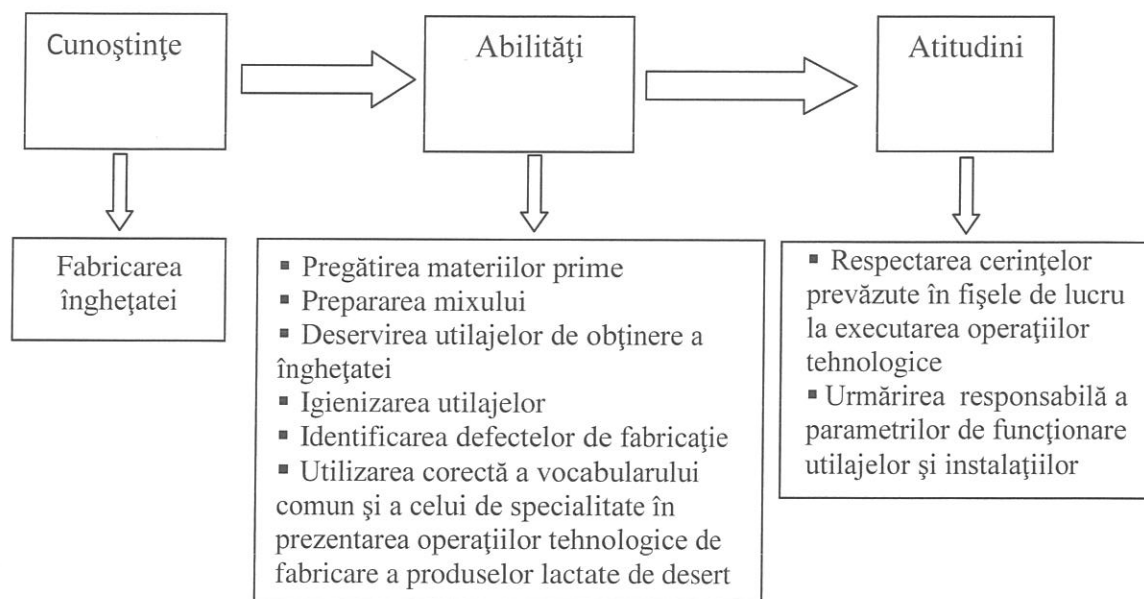 Cunoştinţe
Abilităţi
Atitudini
Fabricarea
îngheţatei
▪ Pregătirea materiilor prime
▪ Prepararea mixului
▪ Deservirea utilajelor de obţinere a
îngheţatei
▪ Igienizarea utilajelor
▪ Identificarea defectelor de fabricaţie
▪ Utilizarea corectă a vocabularului
comun şi a celui de specialitate în
prezentarea operaţiilor tehnologice de
fabricare a produselor lactate de desert
▪ Respectarea cerinţelor
prevăzute în fişele de lucru
la executarea operaţiilor
tehnologice
▪ Urmărirea responsabilă a
parametrilor de funcţionare
utilajelor şi instalaţiilor